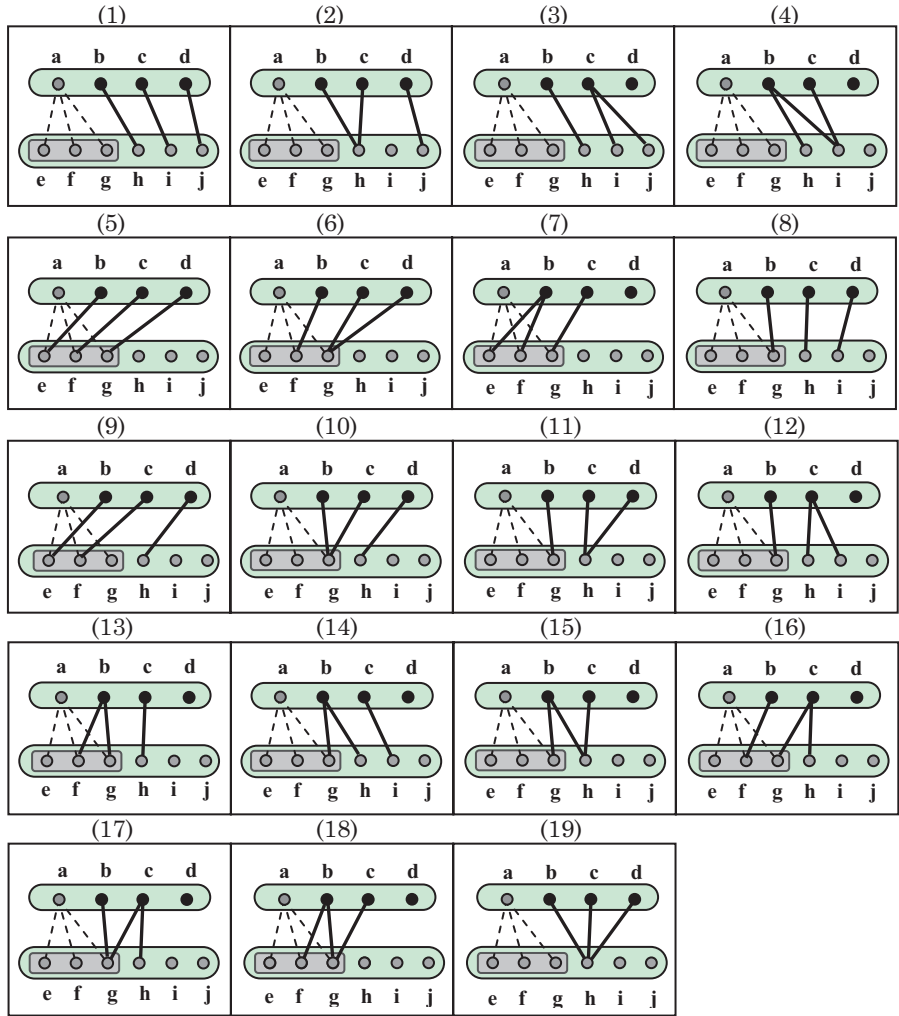 (1) (2) (3) (4)
a b c d a b c d a b c d a b c d
e f g h i j e f g h i j e f g h i j e f g h i j
(5) (6) (7) (8)
a b c d a b c d a b c d a b c d
e f g h i j e f g h i j e f g h i j e f g h i j
(9) (10) (11) (12)
a b c d a b c d a b c d a b c d
e f g h i j e f g h i j e f g h i j e f g h i j
(13) (14) (15) (16)
a b c d a b c d a b c d a b c d
e f g h i j e f g h i j e f g h i j e f g h i j
(17) (18) (19)
a b c d a b c d a b c d
e f g h i j e f g h i j e f g h i j